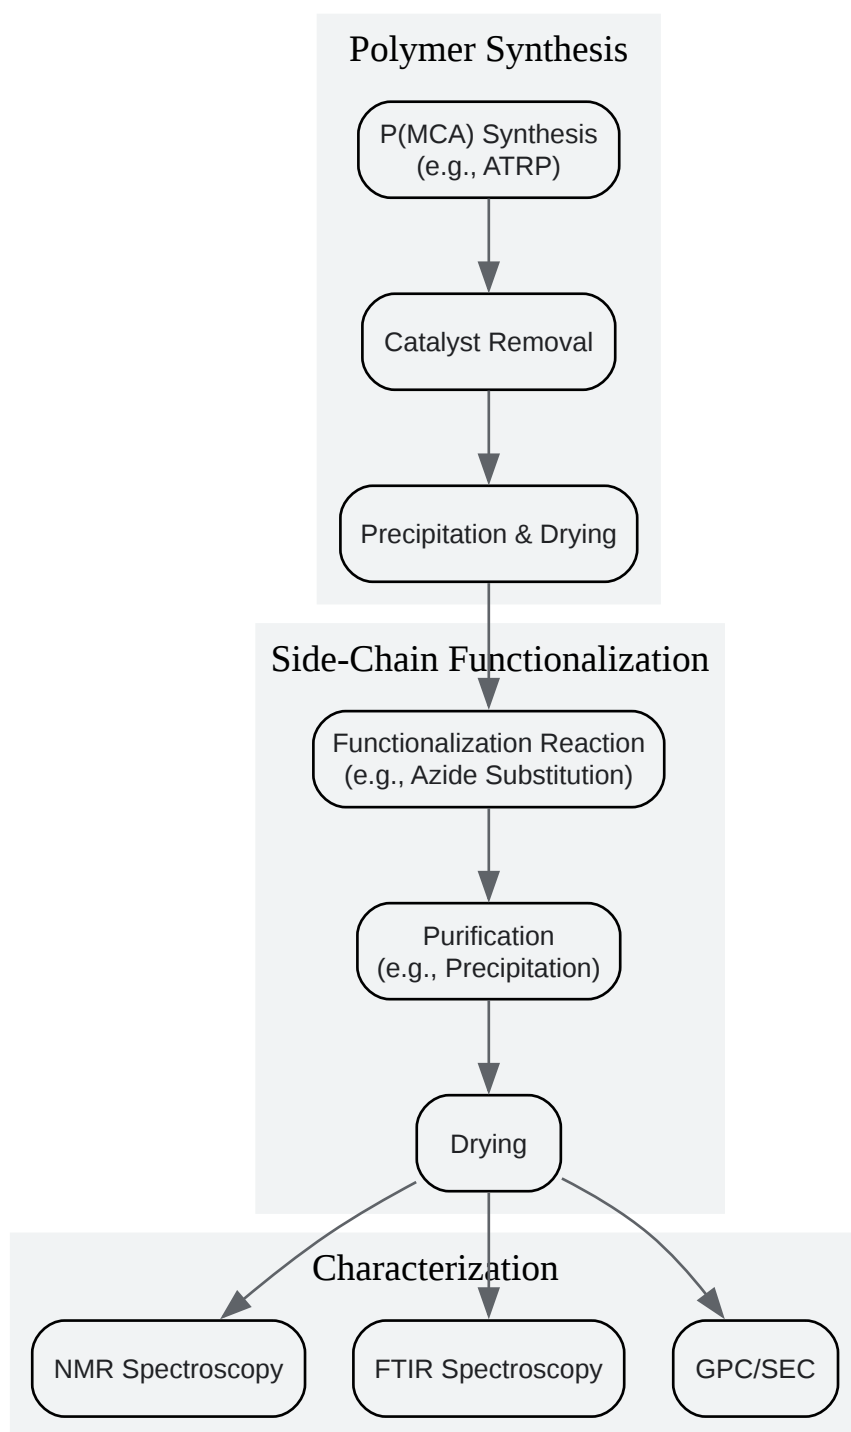 Polymer Synthesis
P(MCA) Synthesis
(e.g., ATRP)
Catalyst Removal
Precipitation & Drying
Side-Chain Functionalization
Functionalization Reaction
(e.g., Azide Substitution)
Purification
(e.g., Precipitation)
Drying
Characterization
NMR Spectroscopy
FTIR Spectroscopy
GPC/SEC